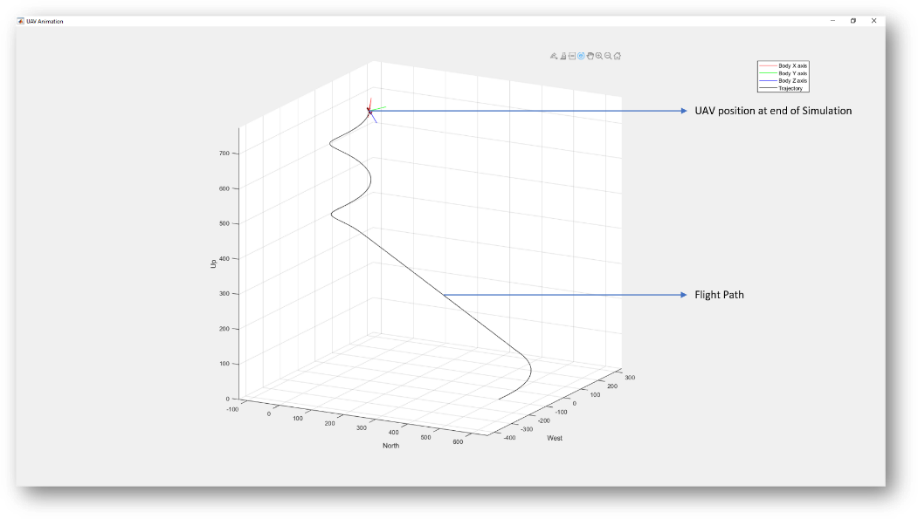 UAV Animation
Body X axis
Body Y axis
Body Z axis
Trajectory
UAV position at end of Simulation
Flight Path
700
600
500
400
300
200
100
0
Up
-100
0
100
200
300
400
500
600
North
-400
-300
-200
-100
0
100
200
300
West